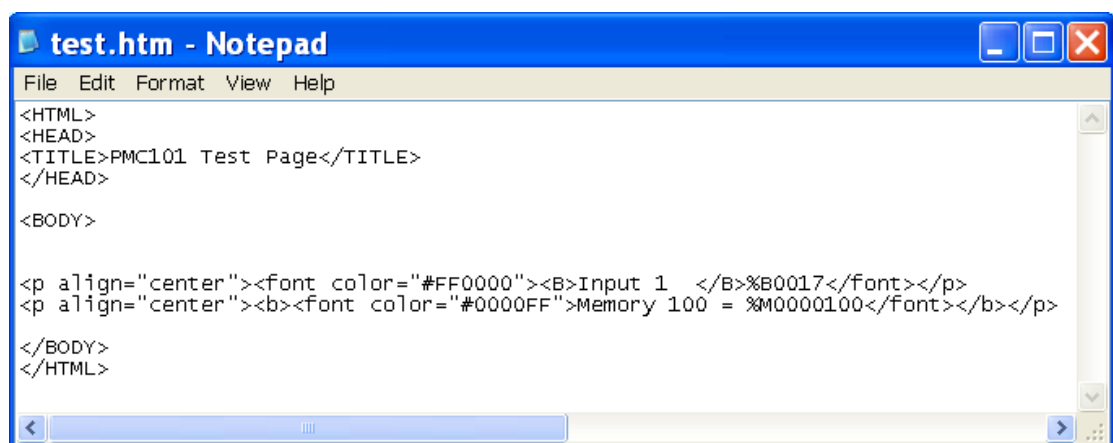 test.htm - Notepad
File Edit Format View Help
<HTML>
<HEAD>
<TITLE>PMC101 Test Page</TITLE>
</HEAD>
<BODY>
<p align="center"><font color="#FF0000"><B>Input 1  </B>%B0017</font></p>
<p align="center"><b><font color="#0000FF">Memory 100 = %M0000100</font></b></p>
</BODY>
</HTML>